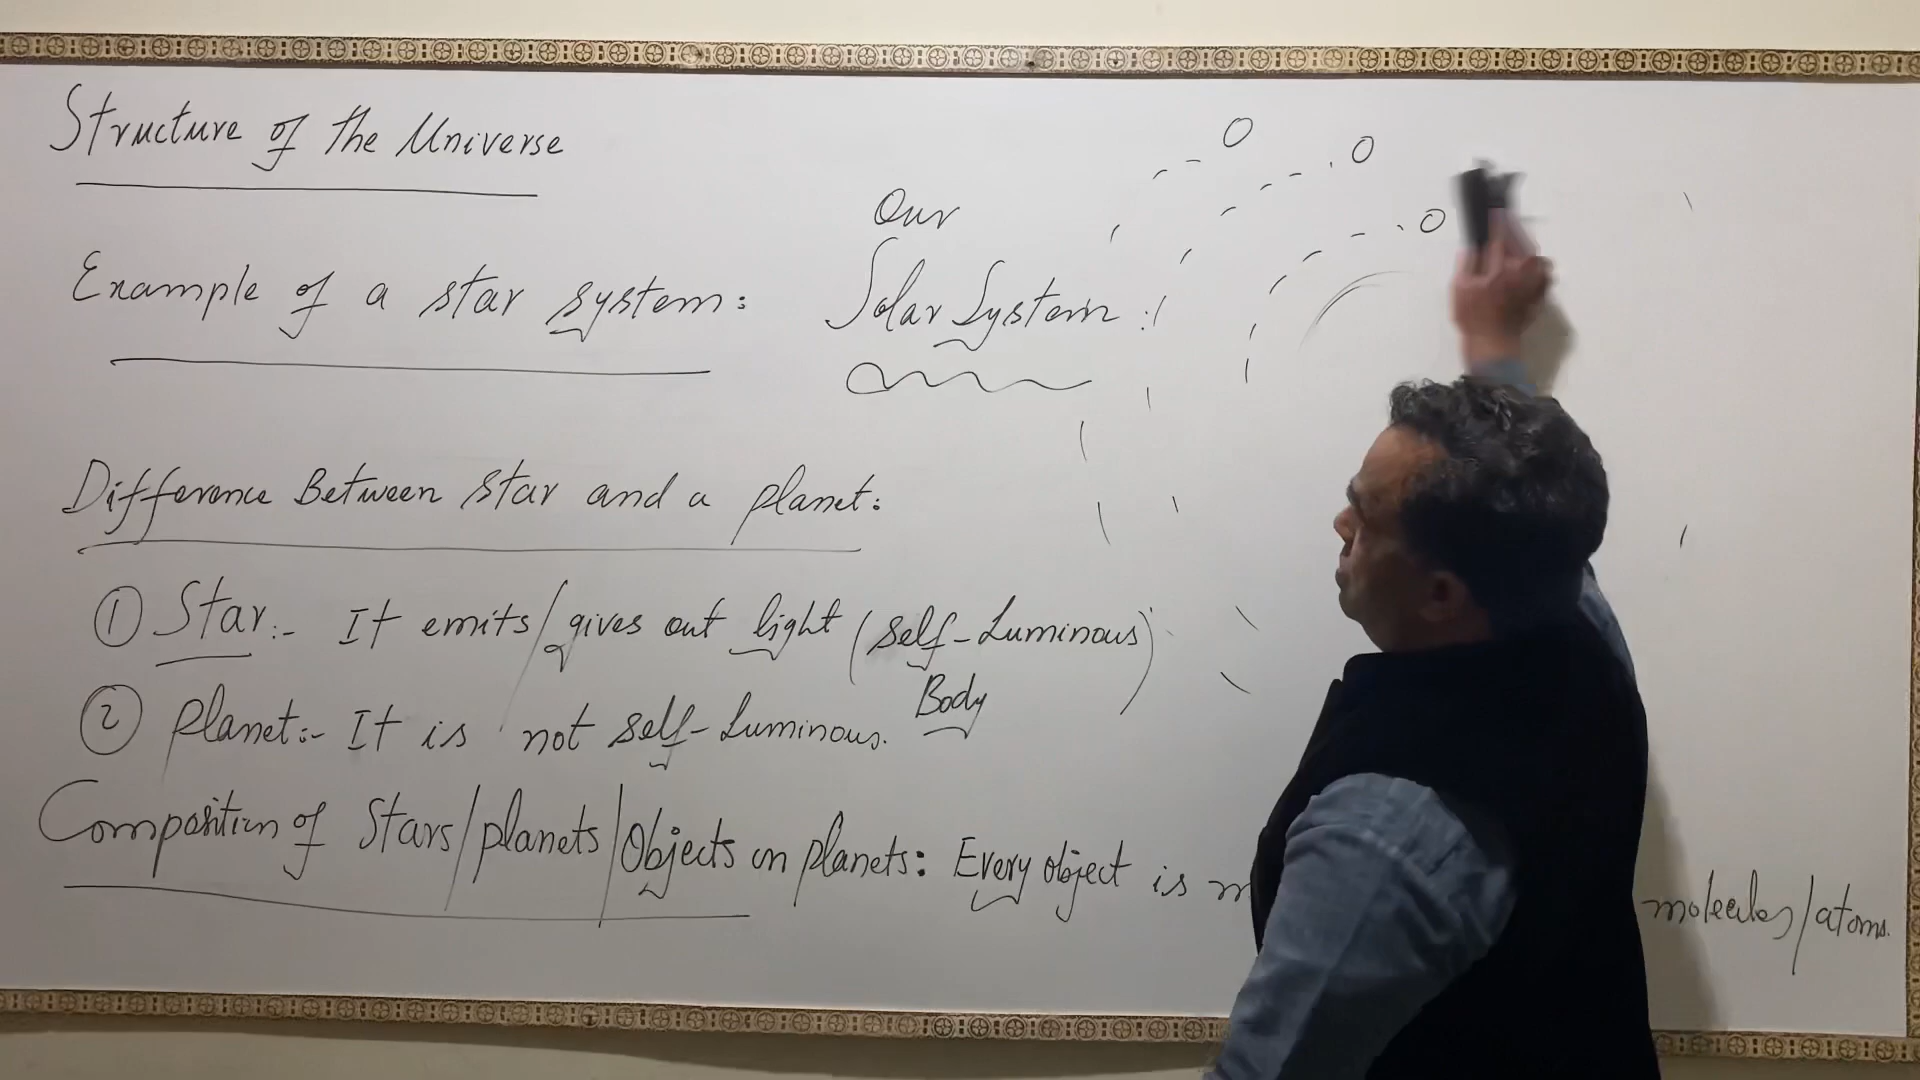 Structure of the Universe
Example of a star system:
Our
Solar System:
Difference Between star and a planet:
① Star:- It emits/gives out light (self-Luminous)
Body
② Planet:- It is not self-Luminous.
Composition of Stars/planets/Objects on planets: Every object is molecules/atoms.